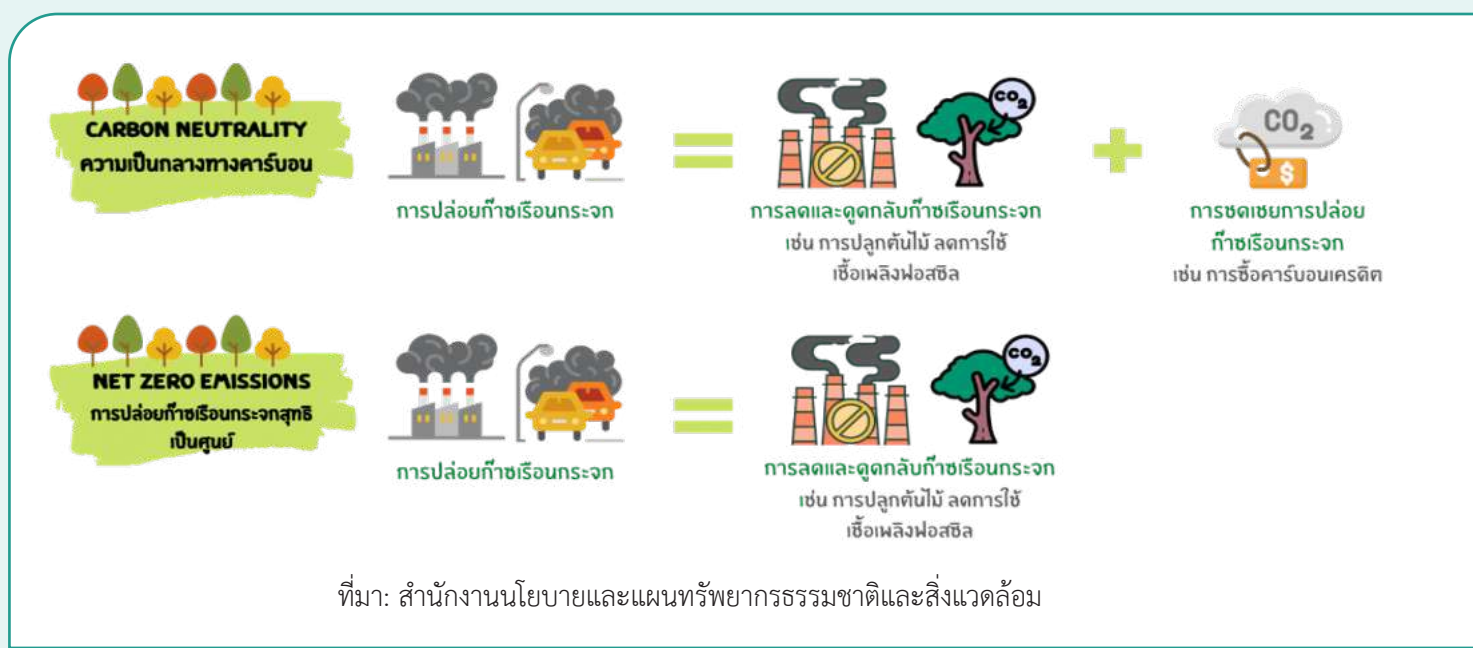 CARBON NEUTRALITY
ความเป็นกลางทางคาร์บอน
การปล่อยก๊าซเรือนกระจก
CO2
การลดและดูดกลับก๊าซเรือนกระจก
เช่น การปลูกต้นไม้ ลดการใช้
เชื้อเพลิงฟอสซิล
CO2
$
การชดเชยการปล่อย
ก๊าซเรือนกระจก
เช่น การซื้อคาร์บอนเครดิต
NET ZERO EMISSIONS
การปล่อยก๊าซเรือนกระจกสุทธิ
เป็นศูนย์
การปล่อยก๊าซเรือนกระจก
CO2
การลดและดูดกลับก๊าซเรือนกระจก
เช่น การปลูกต้นไม้ ลดการใช้
เชื้อเพลิงฟอสซิล
ที่มา: สำนักงานนโยบายและแผนทรัพยากรธรรมชาติและสิ่งแวดล้อม